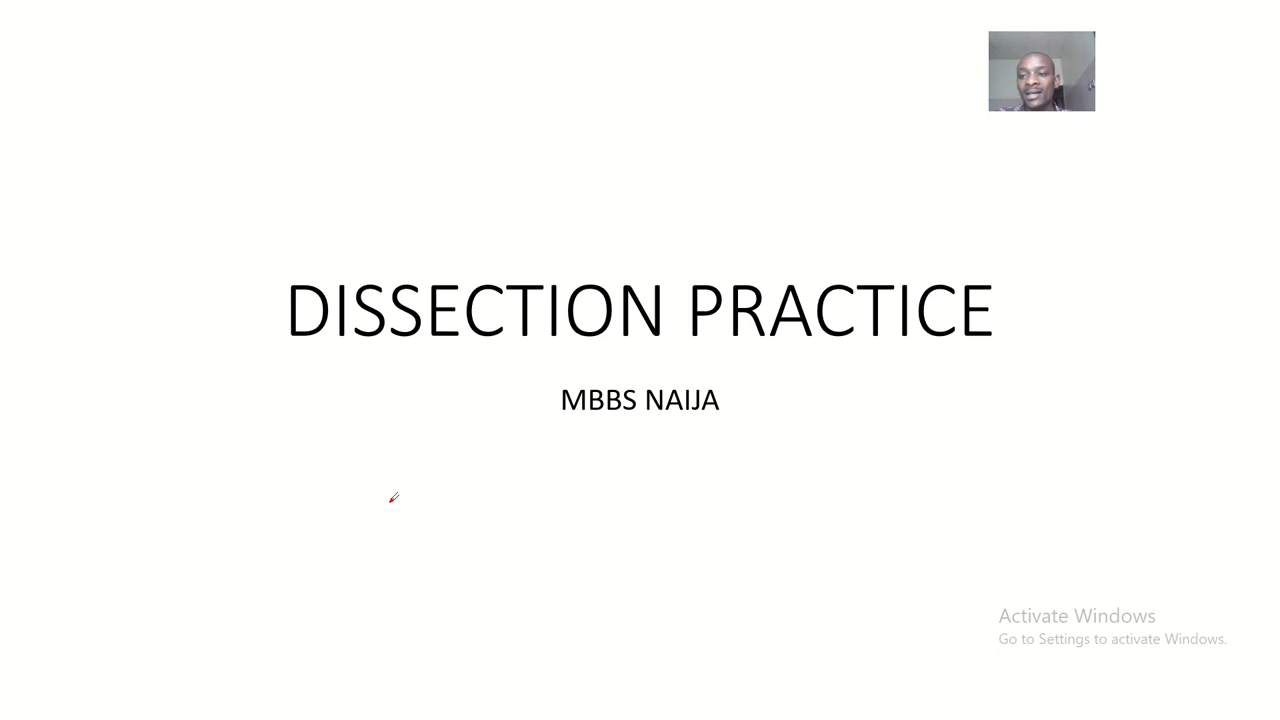 DISSECTION PRACTICE
MBBS NAIJA
Activate Windows
Go to Settings to activate Windows.